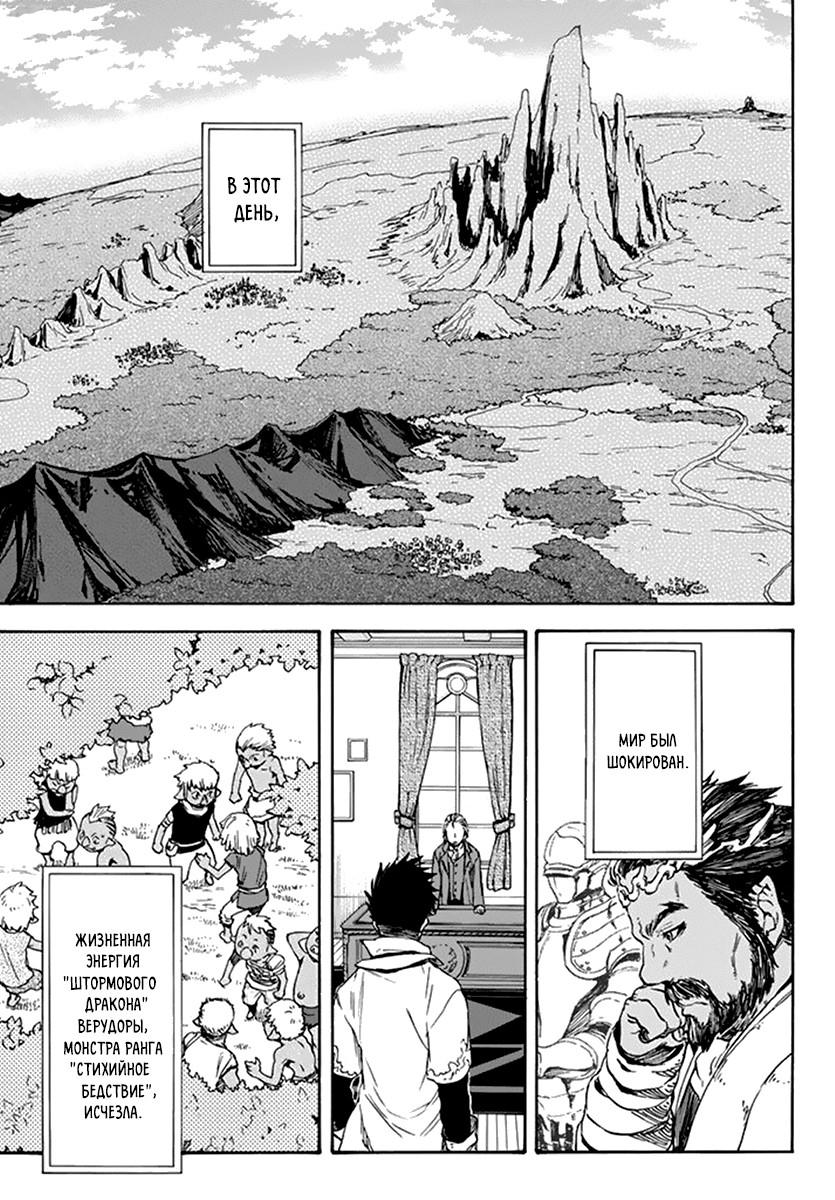 В ЭТОТ
ДЕНЬ,
МИР БЫЛ
ШОКИРОВАН.
ЖИЗНЕННАЯ
ЭНЕРГИЯ
"ШТОРМОВОГО
ДРАКОНА"
ВЕРУДОРЫ,
МОНСТРА РАНГА
"СТИХИЙНОЕ
БЕДСТВИЕ",
ИСЧЕЗЛА.